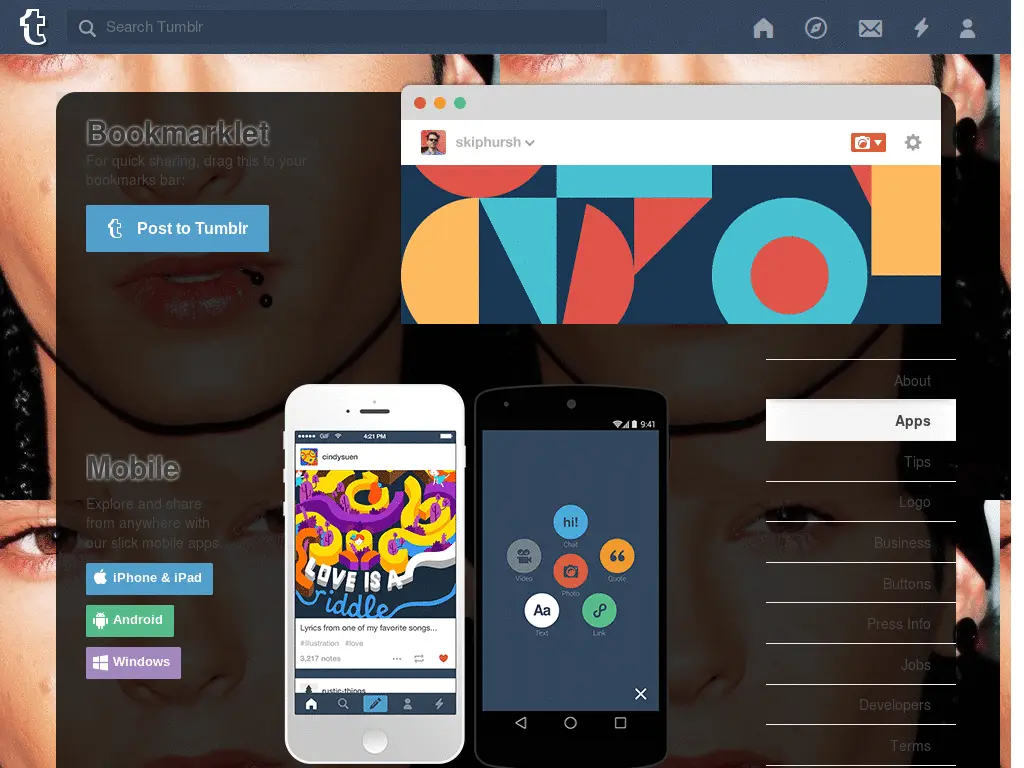 Search Tumblr
Bookmarklet
For quick sharing, drag this to your
bookmarks bar:
Post to Tumblr
skiphursh
Mobile
Explore and share
from anywhere with
our slick mobile apps.
iPhone & iPad
Android
Windows
GIF
4:21 PM
cindysuen
LOVE IS A
riddle
Lyrics from one of my favorite songs...
#illustration #love
3,217 notes
rustic-things
9:41
hi!
Chat
Video
Quote
Photo
Aa
Text
Link
About
Apps
Tips
Logo
Business
Buttons
Press Info
Jobs
Developers
Terms